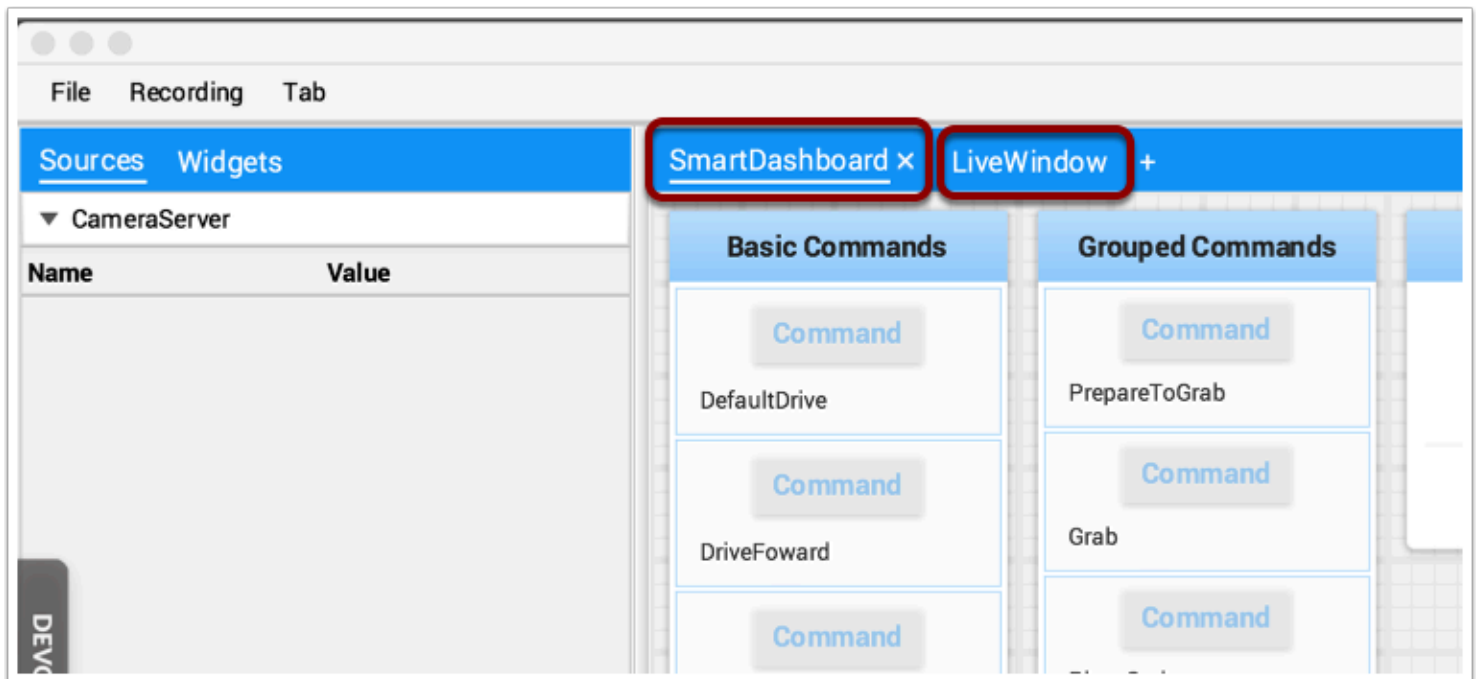 File Recording Tab
Sources Widgets
SmartDashboard × LiveWindow +
CameraServer
Name Value
Basic Commands
Command
DefaultDrive
Command
DriveFoward
Command
Grouped Commands
Command
PrepareToGrab
Command
Grab
Command